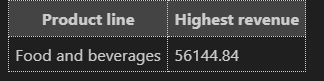 Product line Highest revenue
Food and beverages 56144.84